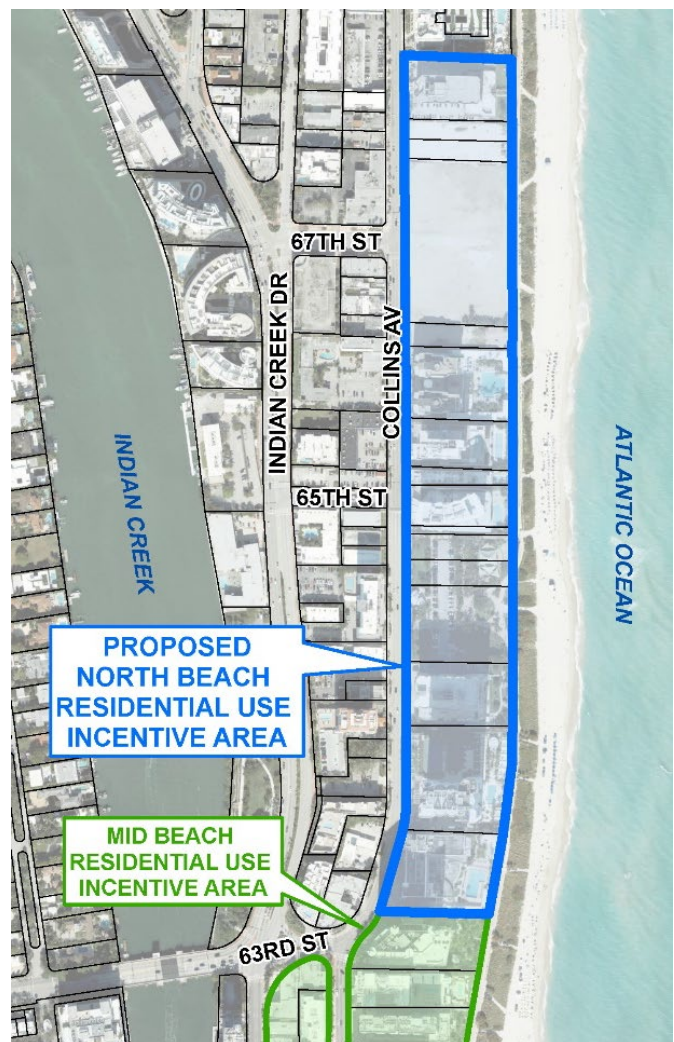 67TH ST
INDIAN CREEK DR
COLLINS AV
65TH ST
INDIAN CREEK
ATLANTIC OCEAN
PROPOSED
NORTH BEACH
RESIDENTIAL USE
INCENTIVE AREA
MID BEACH
RESIDENTIAL USE
INCENTIVE AREA
63RD ST